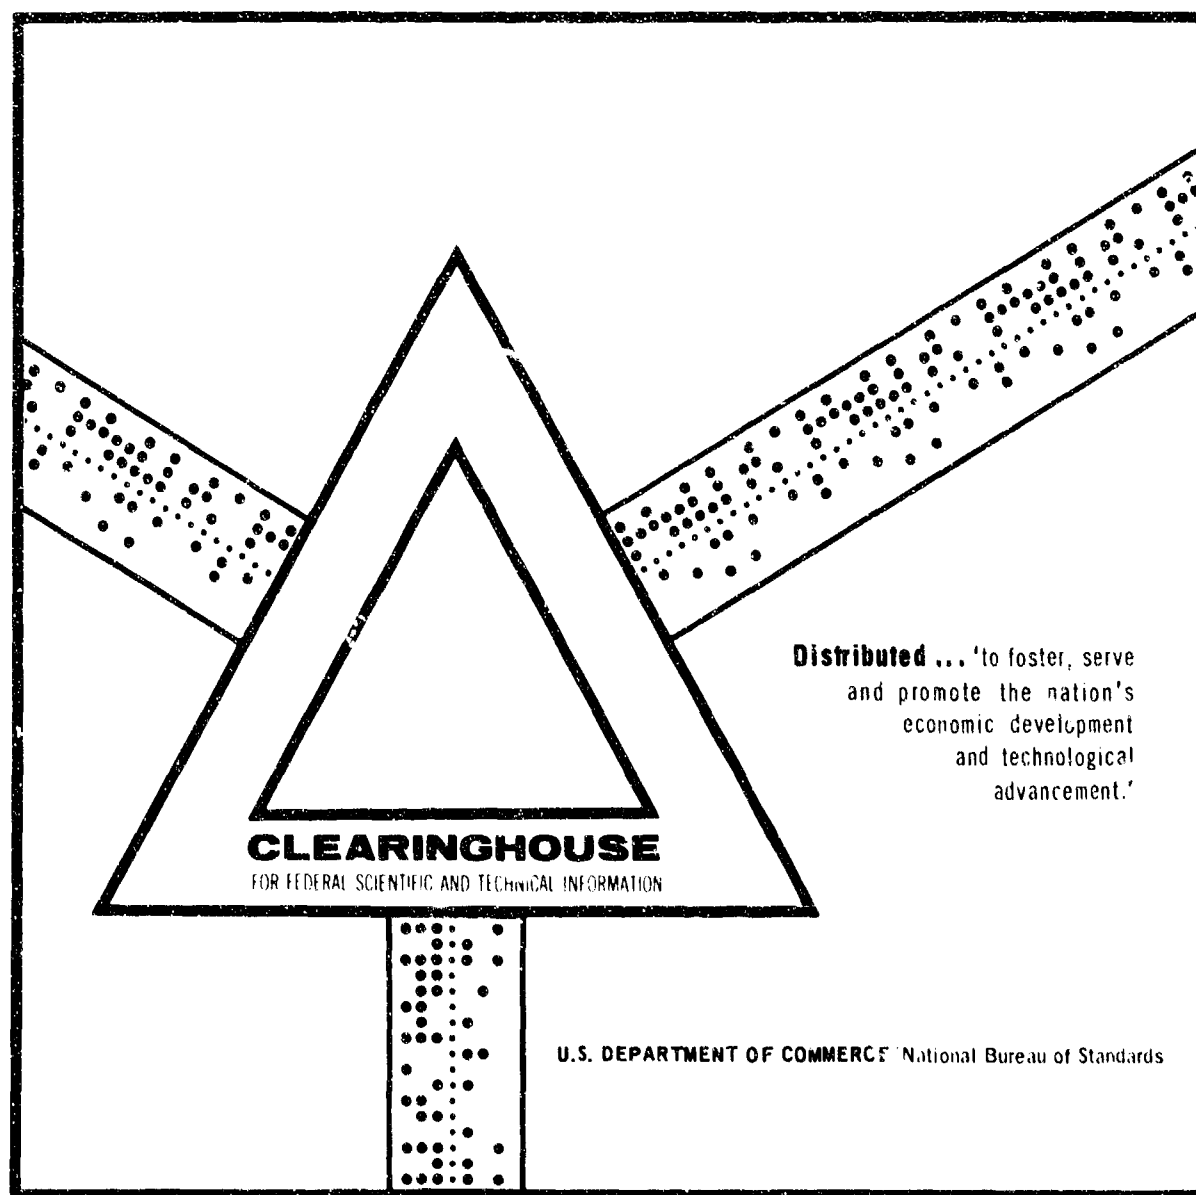 Distributed ... 'to foster, serve
and promote the nation's
economic development
and technological
advancement.'
CLEARINGHOUSE
FOR FEDERAL SCIENTIFIC AND TECHNICAL INFORMATION
U.S. DEPARTMENT OF COMMERCE National Bureau of Standards